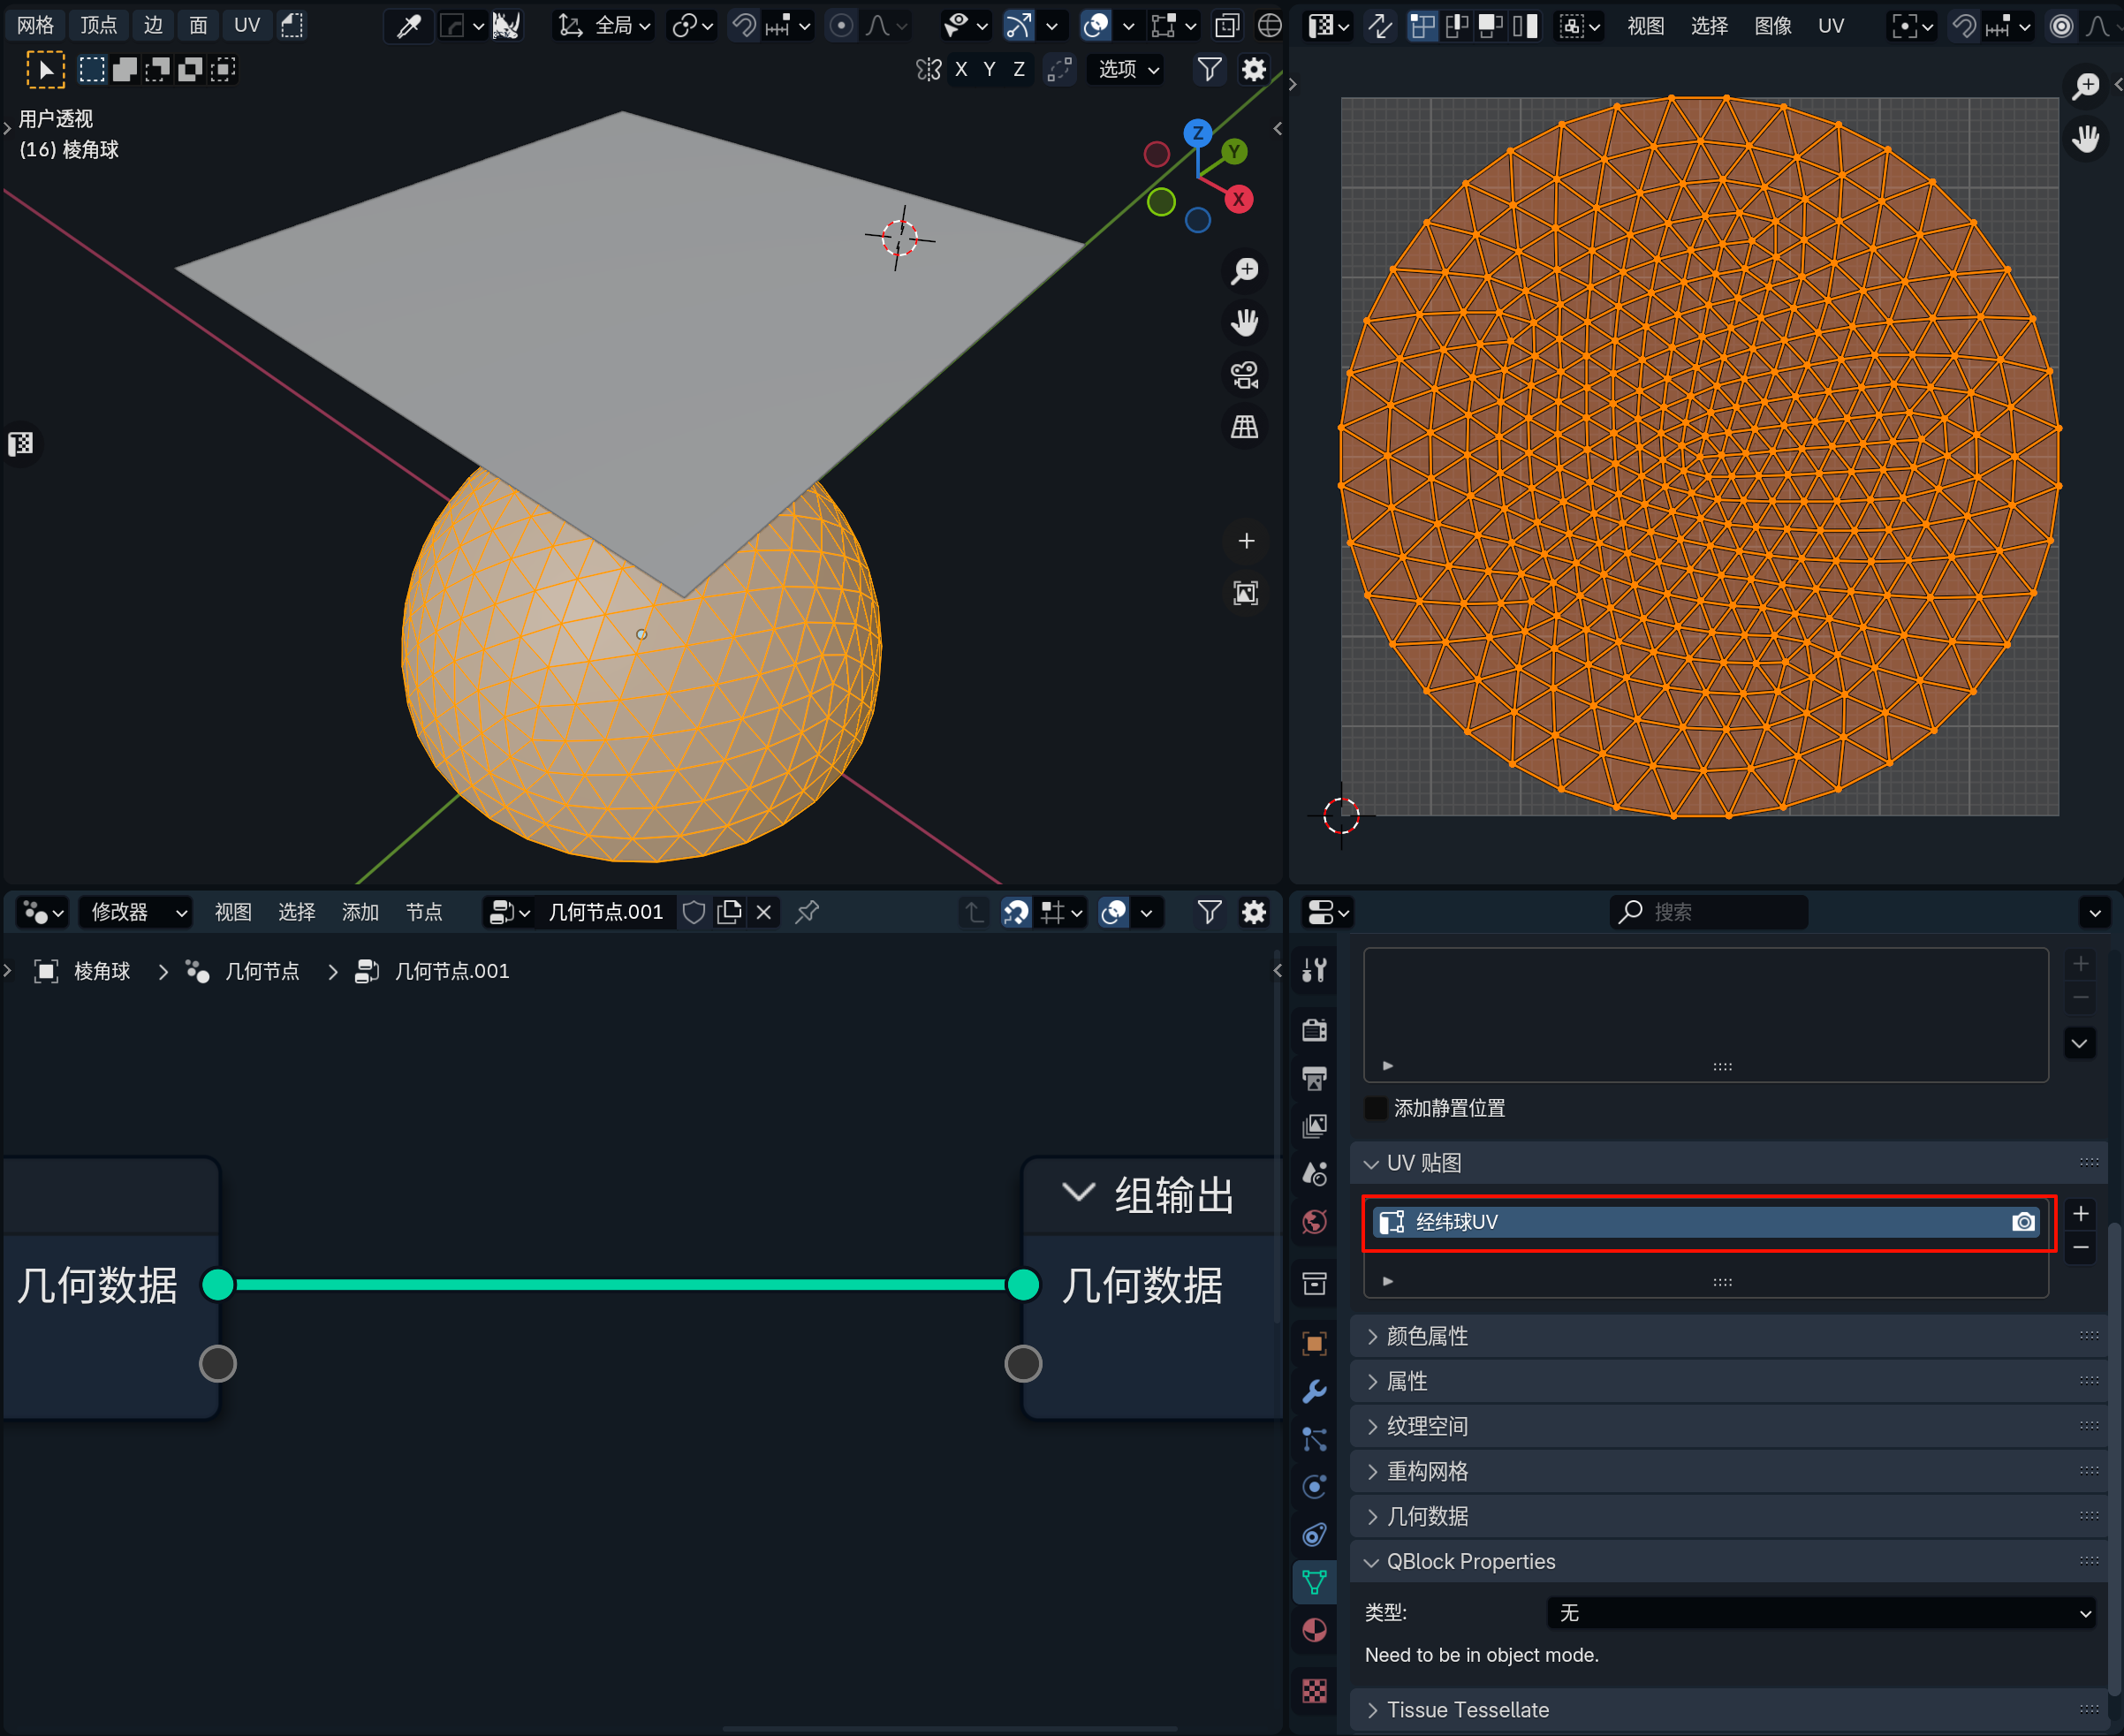 网格 顶点 边 面 UV 全局
X Y Z 选项
用户透视
(16) 棱角球
Z
Y
X
视图 选择 图像 UV
修改器 视图 选择 添加 节点 几何节点.001
棱角球 几何节点 几何节点.001
几何数据
组输出
几何数据
搜索
添加静置位置
UV 贴图
经纬球UV
颜色属性
属性
纹理空间
重构网格
几何数据
QBlock Properties
类型: 无
Need to be in object mode.
Tissue Tessellate